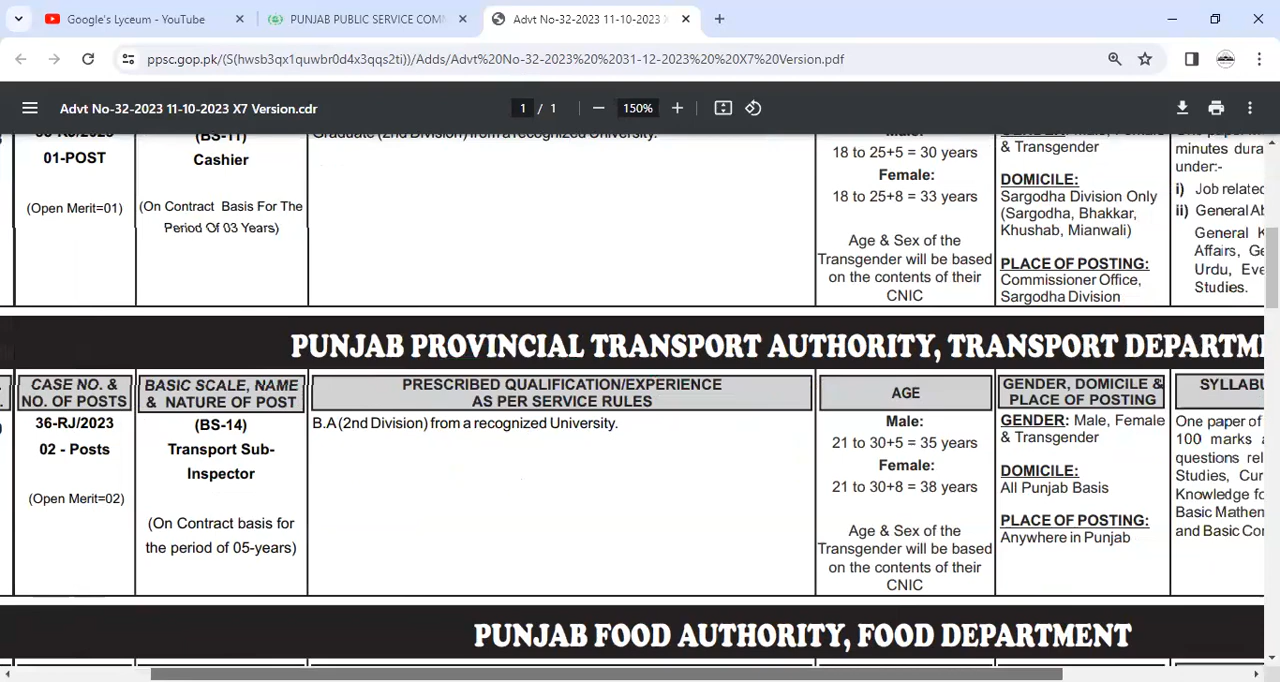 Google's Lyceum - YouTube
PUNJAB PUBLIC SERVICE COMM
Advt No-32-2023 11-10-2023 X
ppsc.gop.pk/(S(hwsb3qx1quwbr0d4x3qqs2ti))/Adds/Advt%20No-32-2023%20%2031-12-2023%20%20X7%20Version.pdf
Advt No-32-2023 11-10-2023 X7 Version.cdr
1 / 1
150%
01-POST
(Open Merit=01)
(BS-11)
Cashier
(On Contract Basis For The
Period Of 03 Years)
Graduate (2nd Division) from a recognized University.
Male:
18 to 25+5 = 30 years
Female:
18 to 25+8 = 33 years
Age & Sex of the
Transgender will be based
on the contents of their
CNIC
GENDER: Male, Female
& Transgender
DOMICILE:
Sargodha Division Only
(Sargodha, Bhakkar,
Khushab, Mianwali)
PLACE OF POSTING:
Commissioner Office,
Sargodha Division
minutes dura
under:-
i) Job related
ii) General Ab
General K
Affairs, Ge
Urdu, Eve
Studies.
PUNJAB PROVINCIAL TRANSPORT AUTHORITY, TRANSPORT DEPARTM
CASE NO. &
NO. OF POSTS
BASIC SCALE, NAME
& NATURE OF POST
PRESCRIBED QUALIFICATION/EXPERIENCE
AS PER SERVICE RULES
AGE
GENDER, DOMICILE &
PLACE OF POSTING
SYLLABU
36-RJ/2023
02 - Posts
(Open Merit=02)
(BS-14)
Transport Sub-
Inspector
(On Contract basis for
the period of 05-years)
B.A (2nd Division) from a recognized University.
Male:
21 to 30+5 = 35 years
Female:
21 to 30+8 = 38 years
Age & Sex of the
Transgender will be based
on the contents of their
CNIC
GENDER: Male, Female
& Transgender
DOMICILE:
All Punjab Basis
PLACE OF POSTING:
Anywhere in Punjab
One paper of
100 marks a
questions rel
Studies, Cur
Knowledge fo
Basic Mathem
and Basic Co
PUNJAB FOOD AUTHORITY, FOOD DEPARTMENT